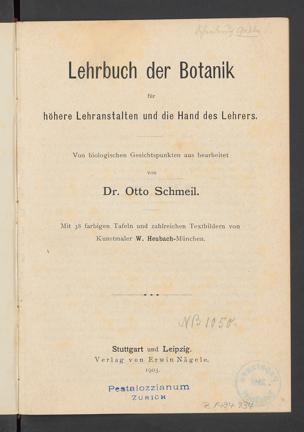 Lehrbuch der Botanik
für
höhere Lehranstalten und die Hand des Lehrers.
Von biologischen Gesichtspunkten aus bearbeitet
von
Dr. Otto Schmeil.
Mit 38 farbigen Tafeln und zahlreichen Textbildern von
Kunstmaler W. Heubach-München.
NB 1050.
Stuttgart und Leipzig.
Verlag von Erwin Nägele.
1903.
Pestalozzianum
ZURICH